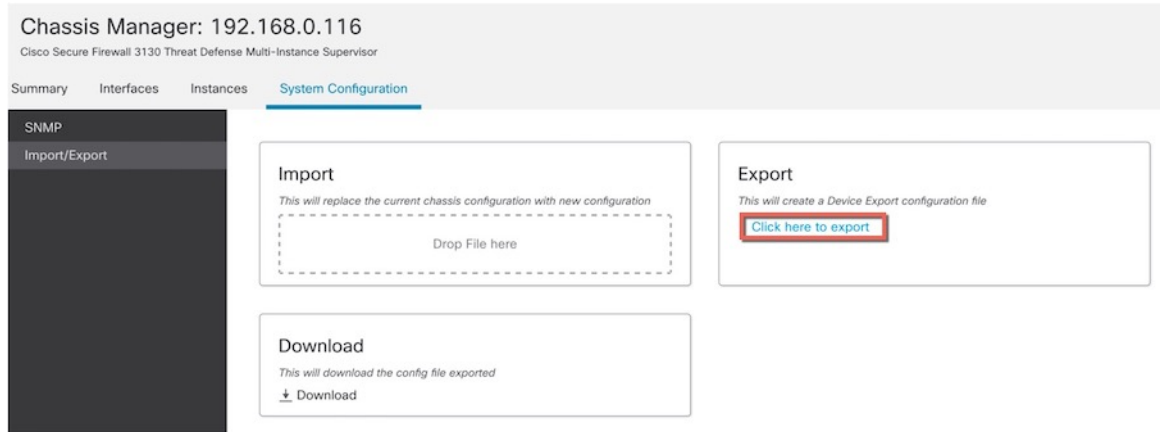 Chassis Manager: 192.168.0.116
Cisco Secure Firewall 3130 Threat Defense Multi-Instance Supervisor
Summary Interfaces Instances System Configuration
SNMP
Import/Export
Import
This will replace the current chassis configuration with new configuration
Drop File here
Export
This will create a Device Export configuration file
Click here to export
Download
This will download the config file exported
Download